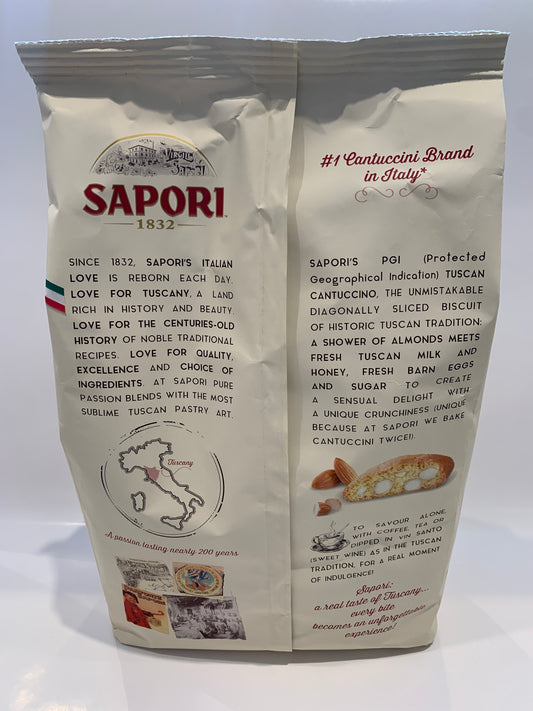 VIRGILIO
SAPORI
SAPORI
1832
SINCE 1832, SAPORI'S ITALIAN
LOVE IS REBORN EACH DAY.
LOVE FOR TUSCANY, A LAND
RICH IN HISTORY AND BEAUTY.
LOVE FOR THE CENTURIES-OLD
HISTORY OF NOBLE TRADITIONAL
RECIPES. LOVE FOR QUALITY,
EXCELLENCE AND CHOICE OF
INGREDIENTS. AT SAPORI PURE
PASSION BLENDS WITH THE MOST
SUBLIME TUSCAN PASTRY ART.
Tuscany
A passion lasting nearly 200 years
#1 Cantuccini Brand
in Italy*
SAPORI'S PGI (Protected
Geographical Indication) TUSCAN
CANTUCCINO, THE UNMISTAKABLE
DIAGONALLY SLICED BISCUIT
OF HISTORIC TUSCAN TRADITION:
A SHOWER OF ALMONDS MEETS
FRESH TUSCAN MILK AND
HONEY, FRESH BARN EGGS
AND SUGAR TO CREATE
A SENSUAL DELIGHT WITH
A UNIQUE CRUNCHINESS (UNIQUE
BECAUSE AT SAPORI WE BAKE
CANTUCCINI TWICE!).
TO SAVOUR ALONE,
WITH COFFEE, TEA OR
DIPPED IN VIN SANTO
(SWEET WINE) AS IN THE TUSCAN
TRADITION, FOR A REAL MOMENT
OF INDULGENCE!
Sapori:
a real taste of Tuscany...
every bite
becomes an unforgettable
experience!